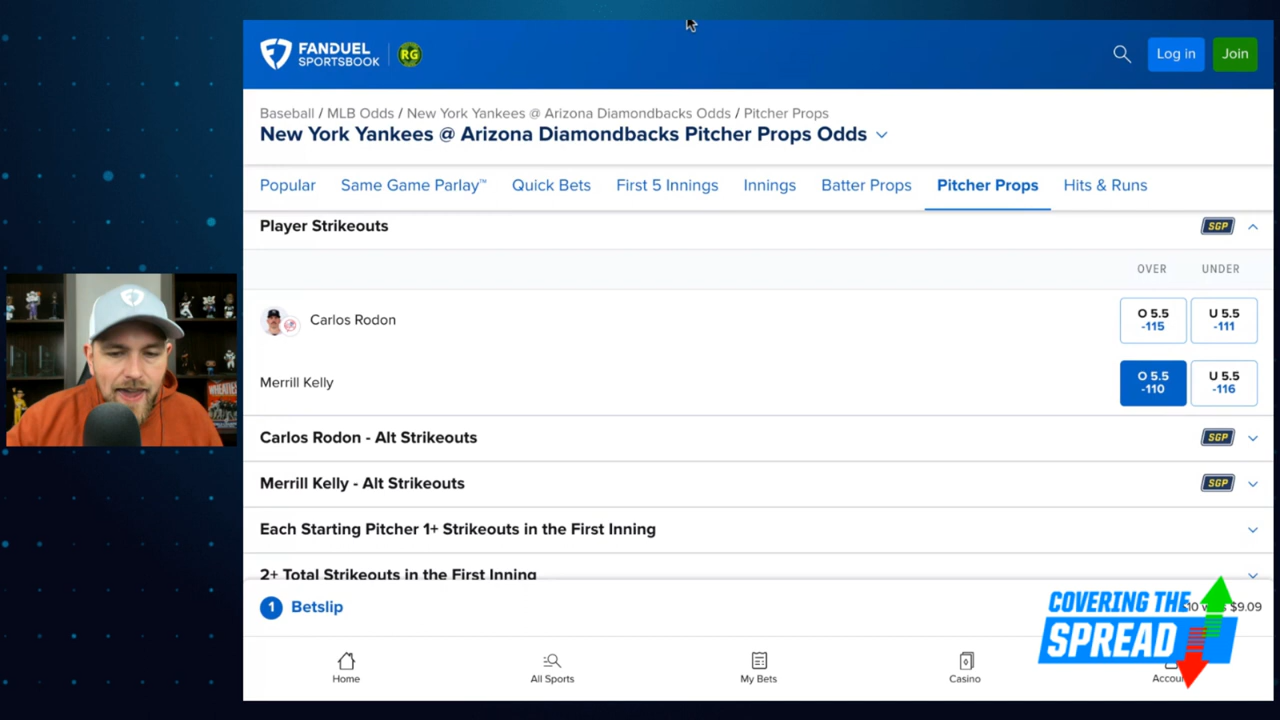 FANDUEL
SPORTSBOOK
RG
Log in
Join
Baseball / MLB Odds / New York Yankees @ Arizona Diamondbacks Odds / Pitcher Props
New York Yankees @ Arizona Diamondbacks Pitcher Props Odds
Popular Same Game Parlay™ Quick Bets First 5 Innings Innings Batter Props Pitcher Props Hits & Runs
Player Strikeouts SGP
OVER UNDER
Carlos Rodon
O 5.5 U 5.5
-115 -111
Merrill Kelly
O 5.5 U 5.5
-110 -116
Carlos Rodon - Alt Strikeouts SGP
Merrill Kelly - Alt Strikeouts SGP
Each Starting Pitcher 1+ Strikeouts in the First Inning
2+ Total Strikeouts in the First Inning
1 Betslip
$9.09
COVERING THE
SPREAD
Home All Sports My Bets Casino